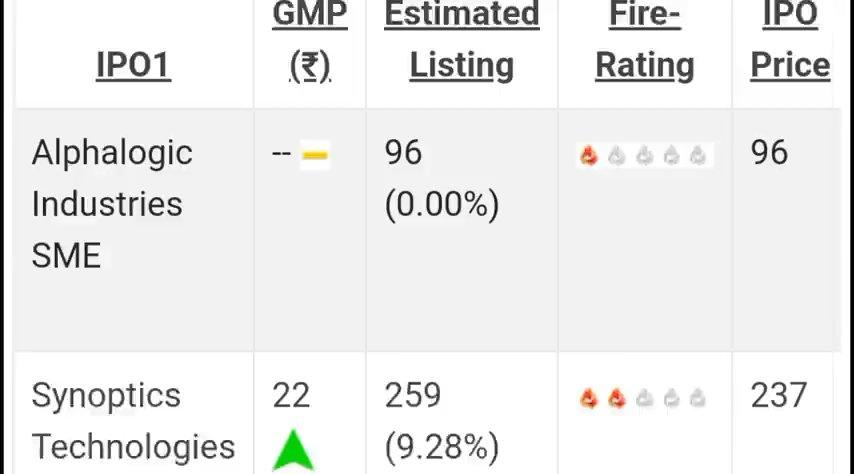 IPO1
GMP
(₹)
Estimated
Listing
Fire-
Rating
IPO
Price
Alphalogic
Industries
SME
--
96
(0.00%)
96
Synoptics
Technologies
22
259
(9.28%)
237